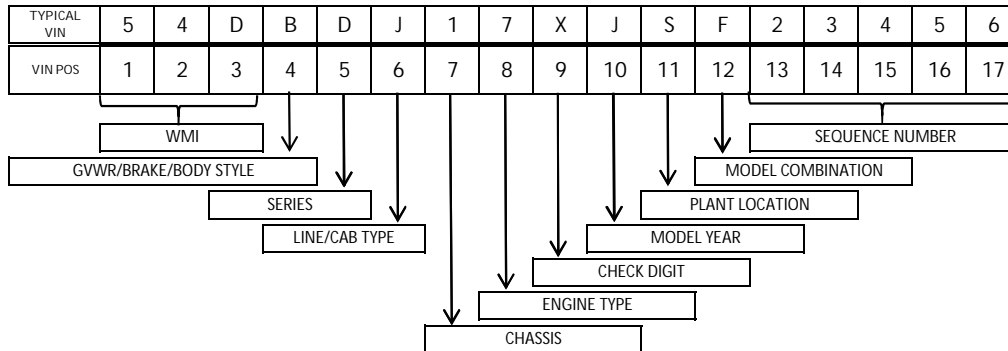 TYPICAL VIN 5 4 D B D J 1 7 X J S F 2 3 4 5 6
VIN POS 1 2 3 4 5 6 7 8 9 10 11 12 13 14 15 16 17
WMI SEQUENCE NUMBER
GVWR/BRAKE/BODY STYLE MODEL COMBINATION
SERIES PLANT LOCATION
LINE/CAB TYPE MODEL YEAR
CHECK DIGIT
ENGINE TYPE
CHASSIS